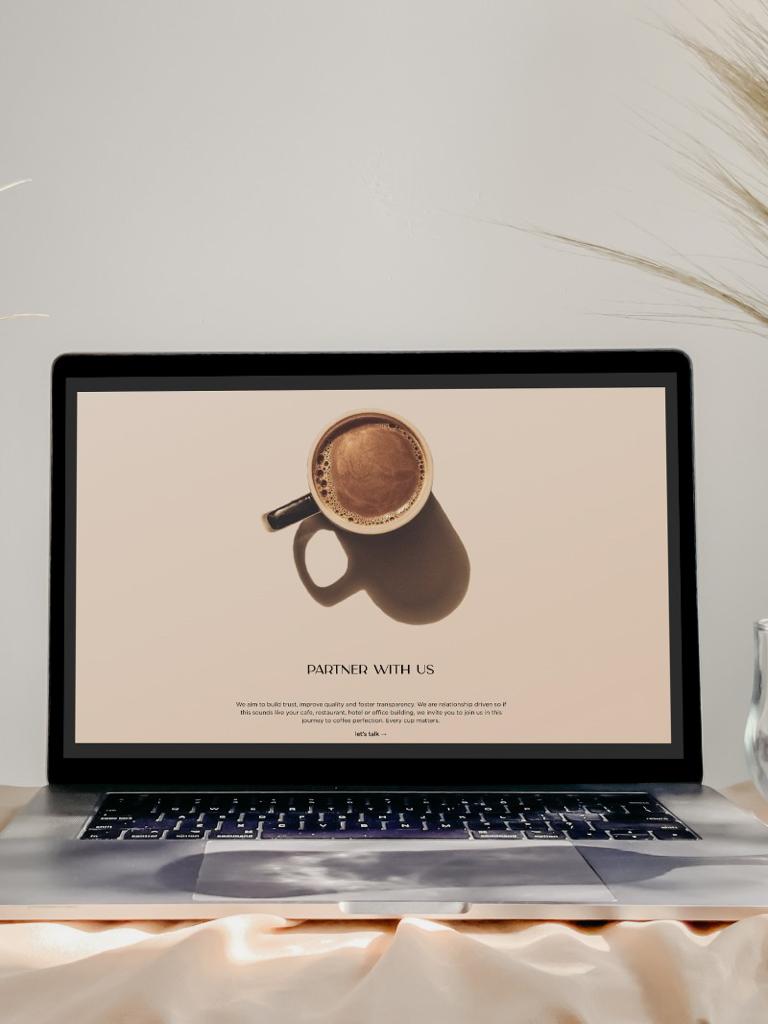 PARTNER WITH US
We aim to build trust, improve quality and foster transparency. We are relationship driven so if
this sounds like your cafe, restaurant, hotel or office building, we invite you to join us in this
journey to coffee perfection. Every cup matters.
let's talk →
command
option